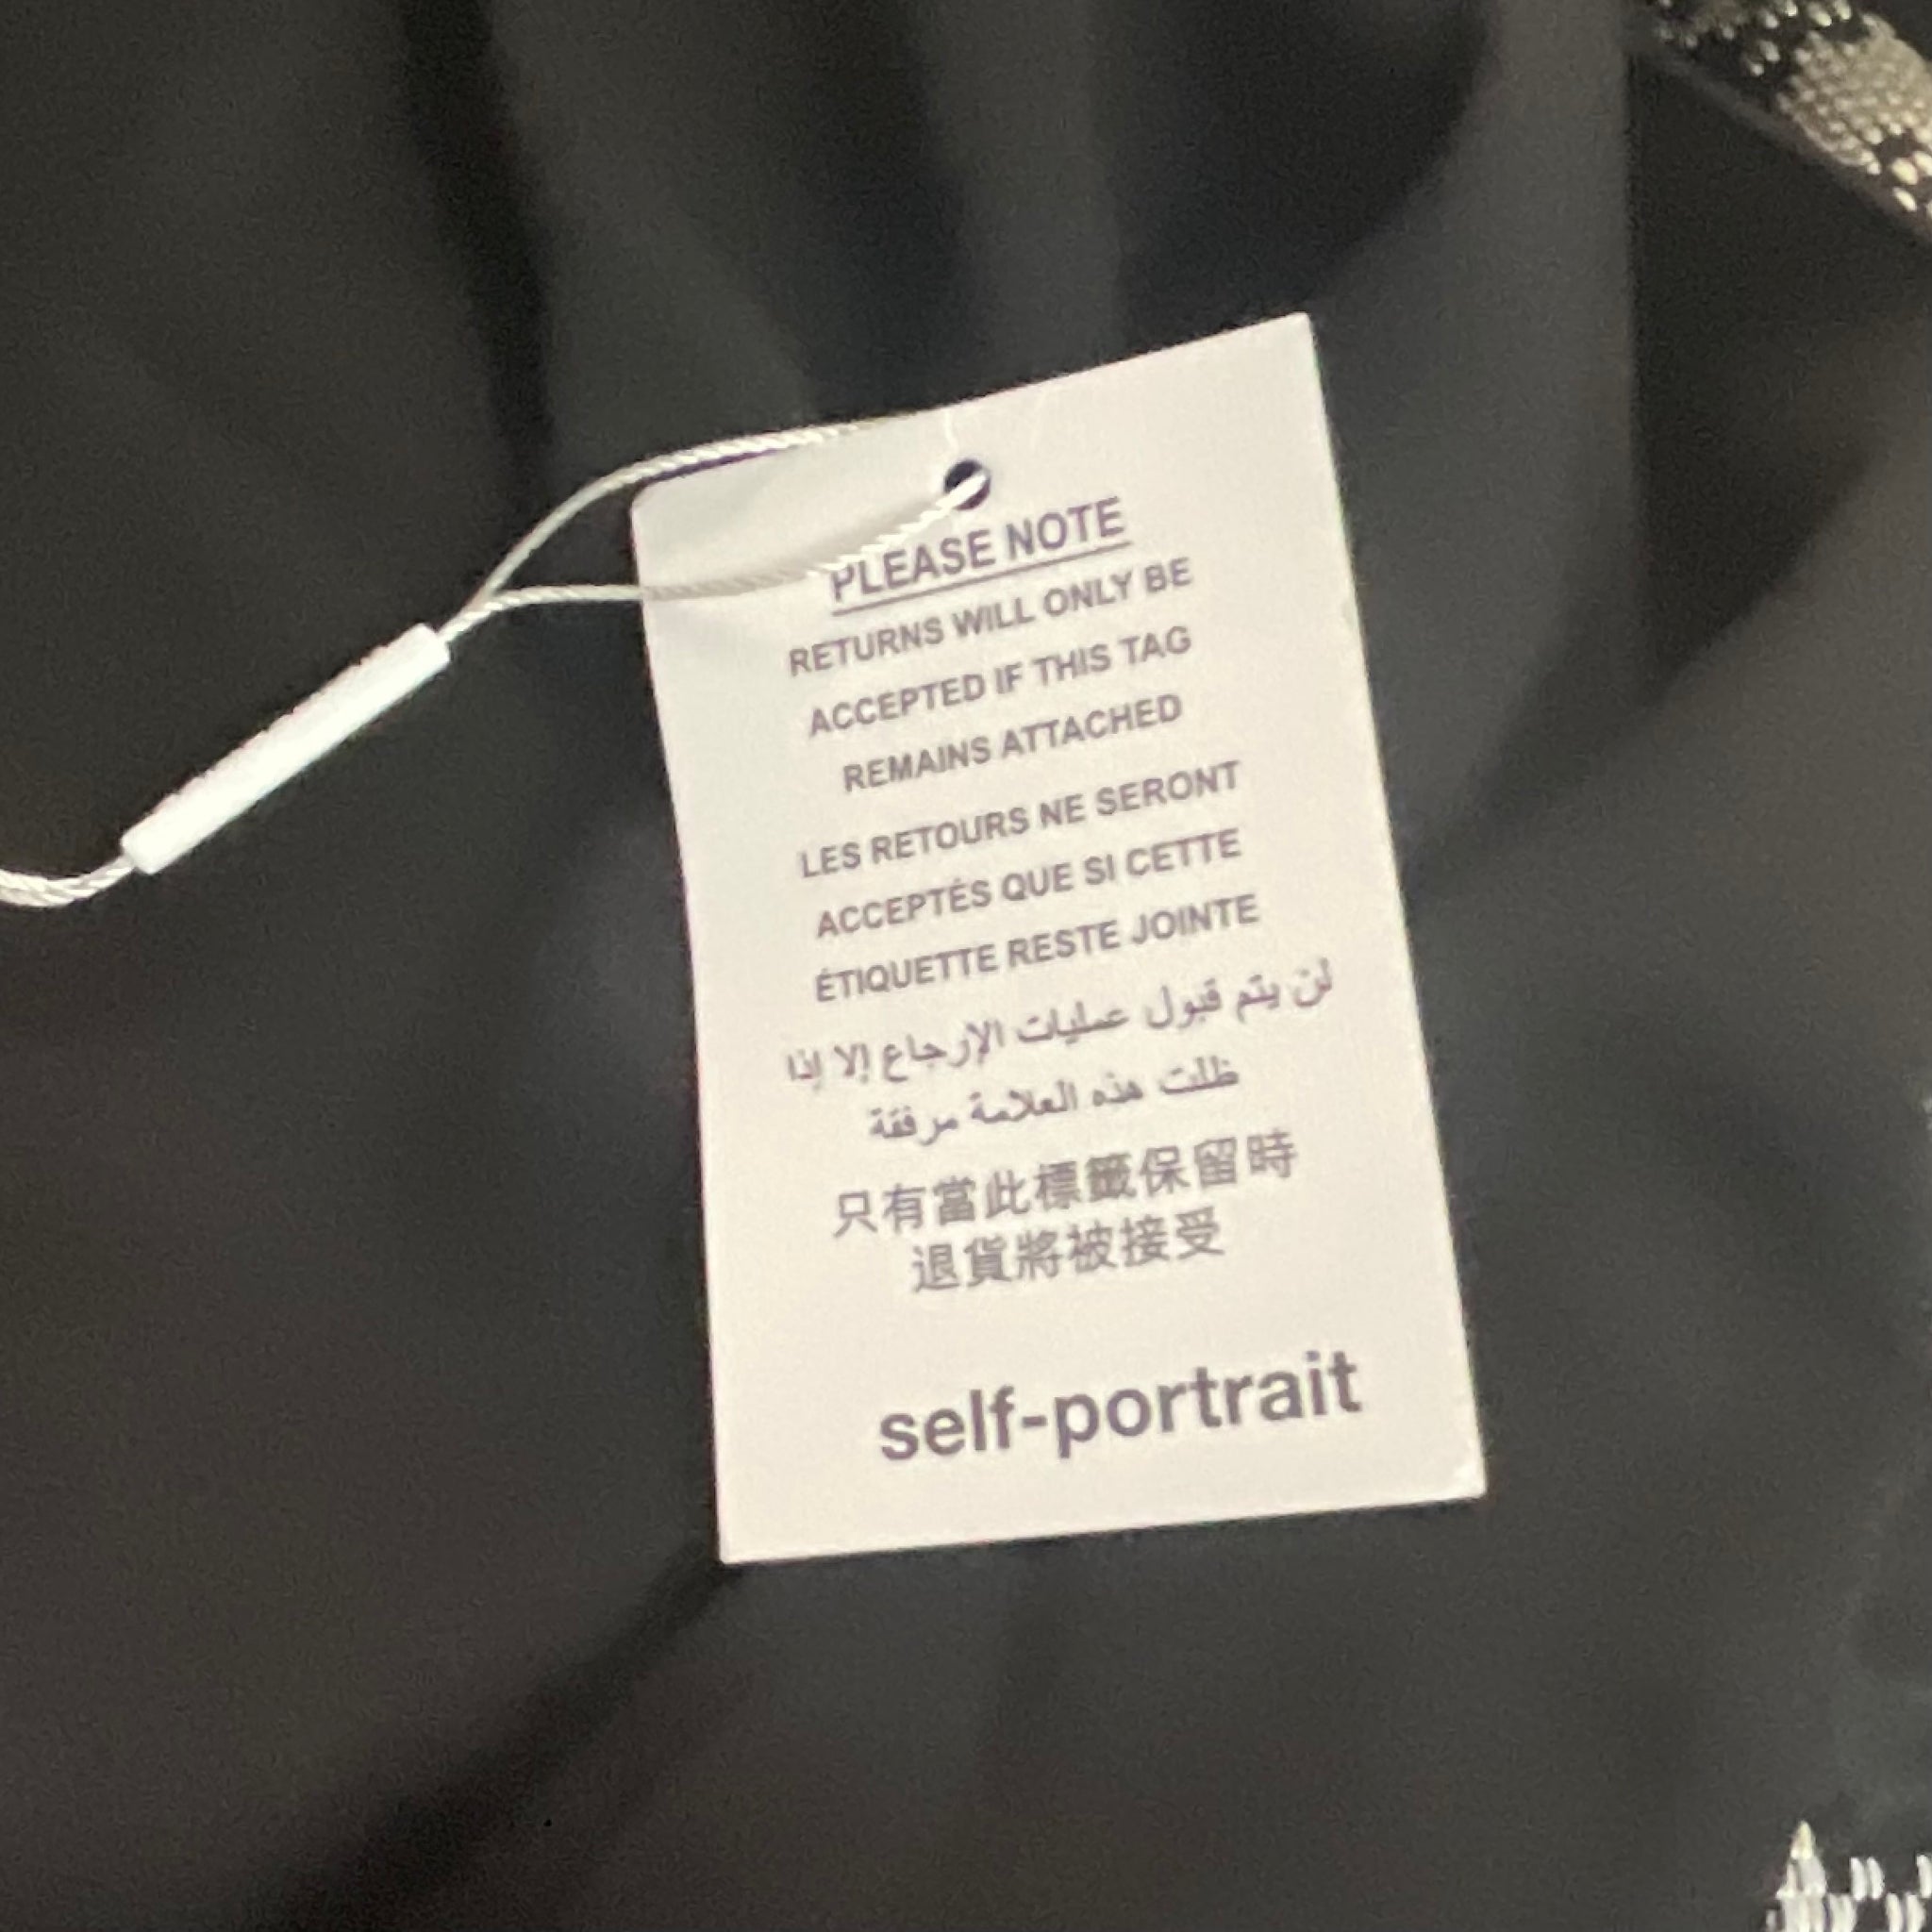 PLEASE NOTE
RETURNS WILL ONLY BE
ACCEPTED IF THIS TAG
REMAINS ATTACHED
LES RETOURS NE SERONT
ACCEPTÉS QUE SI CETTE
ÉTIQUETTE RESTE JOINTE
لن يتم قبول عمليات الإرجاع إلا إذا
ظلت هذه العلامة مرفقة
只有當此標籤保留時
退貨將被接受
self-portrait